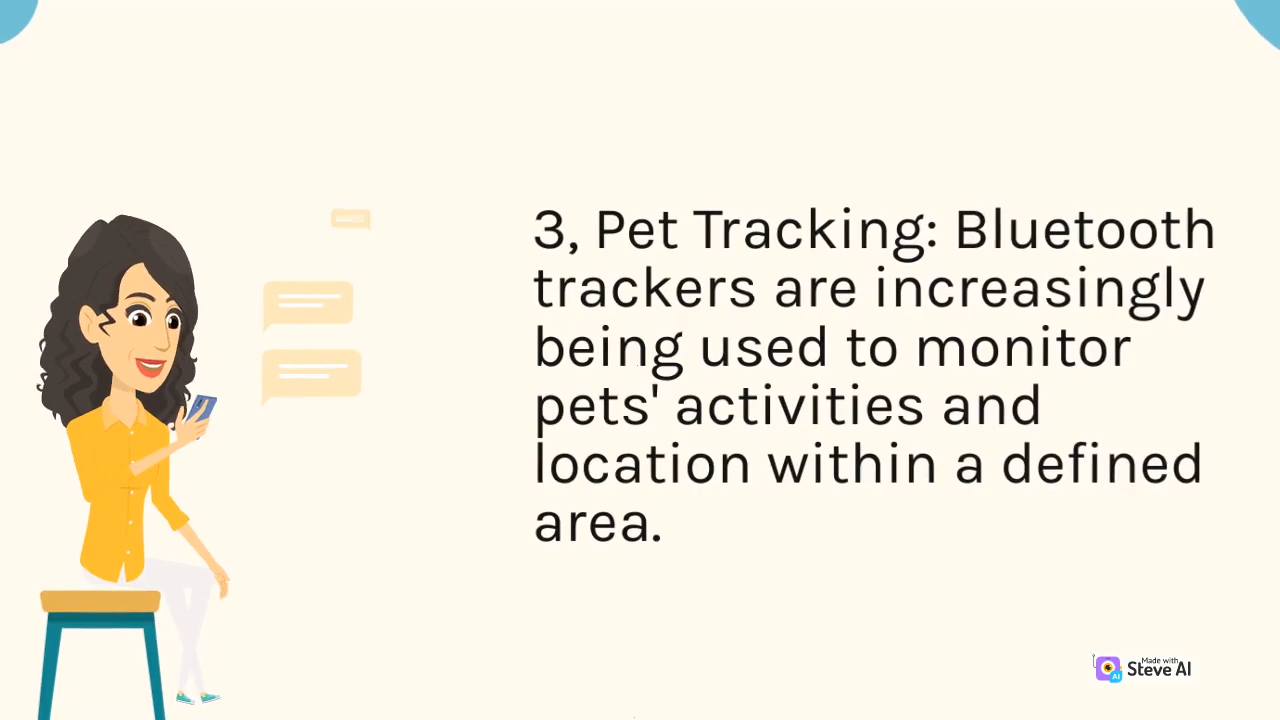 3, Pet Tracking: Bluetooth
trackers are increasingly
being used to monitor
pets' activities and
location within a defined
area.
Made with
Steve AI
AI